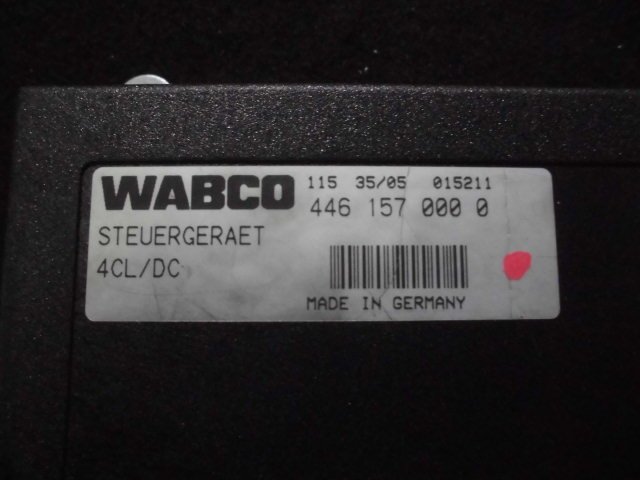 WABCO 115 35/05 015211
446 157 000 0
STEUERGERAET
4CL/DC
MADE IN GERMANY